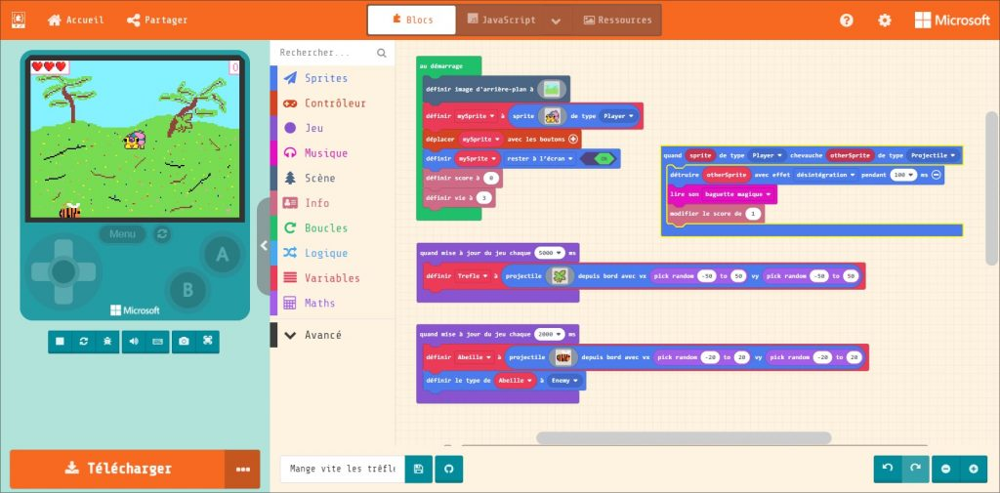 Accueil
Partager
Blocs
JavaScript
Ressources
Microsoft
0
Menu
A
B
Microsoft
Télécharger
Rechercher...
Sprites
Contrôleur
Jeu
Musique
Scène
Info
Boucles
Logique
Variables
Maths
Avancé
au démarrage
définir image d'arrière-plan à
définir mySprite à sprite de type Player
déplacer mySprite avec les boutons
définir mySprite rester à l'écran ON
définir score à 0
définir vie à 3
quand sprite de type Player chevauche otherSprite de type Projectile
détruire otherSprite avec effet désintégration pendant 100 ms
lire son baguette magique
modifier le score de 1
quand mise à jour du jeu chaque 5000 ms
définir Trefle à projectile depuis bord avec vx pick random -50 to 50 vy pick random -50 to 50
quand mise à jour du jeu chaque 2000 ms
définir Abeille à projectile depuis bord avec vx pick random -20 to 20 vy pick random -20 to 20
définir le type de Abeille à Enemy
Mange vite les trèfle